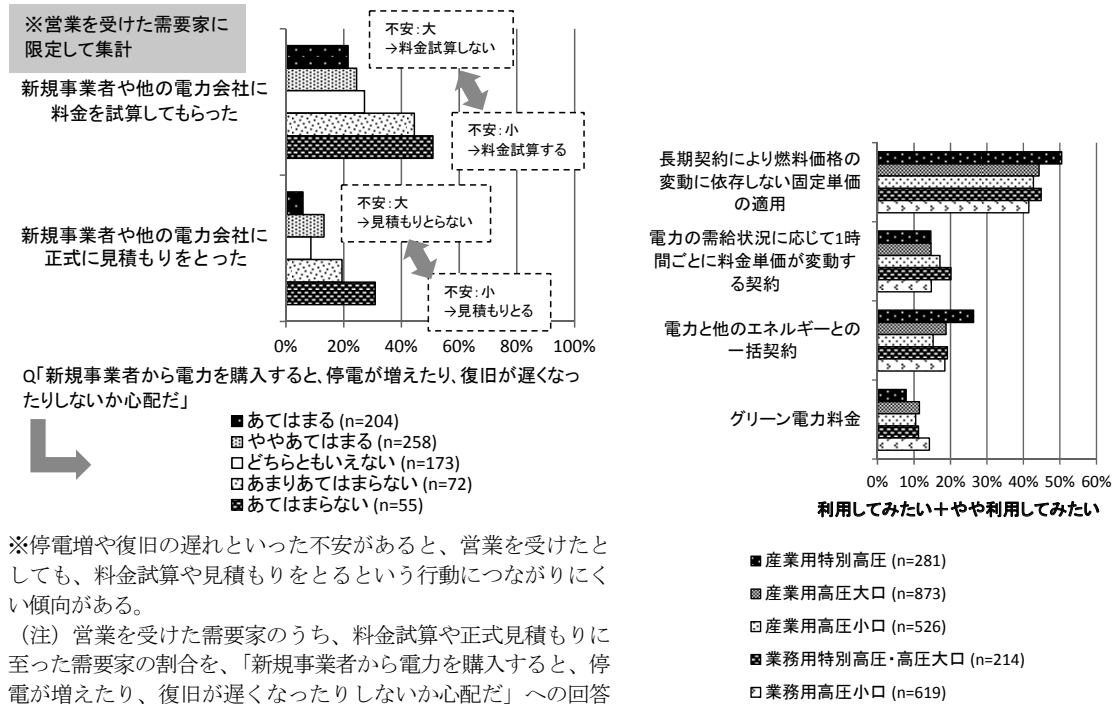 ※営業を受けた需要家に
限定して集計
新規事業者や他の電力会社に
料金を試算してもらった
不安：大
→料金試算しない
不安：小
→料金試算する
新規事業者や他の電力会社に
正式に見積もりをとった
不安：大
→見積もりとらない
不安：小
→見積もりとる
0% 20% 40% 60% 80% 100%
Q「新規事業者から電力を購入すると、停電が増えたり、復旧が遅くなっ
たりしないか心配だ」
あてはまる (n=204)
ややあてはまる (n=258)
どちらともいえない (n=173)
あまりあてはまらない (n=72)
あてはまらない (n=55)
※停電増や復旧の遅れといった不安があると、営業を受けたと
しても、料金試算や見積もりをとるという行動につながりにく
い傾向がある。
（注）営業を受けた需要家のうち、料金試算や正式見積もりに
至った需要家の割合を、「新規事業者から電力を購入すると、停
電が増えたり、復旧が遅くなったりしないか心配だ」への回答
長期契約により燃料価格の
変動に依存しない固定単価
の適用
電力の需給状況に応じて1時
間ごとに料金単価が変動す
る契約
電力と他のエネルギーとの
一括契約
グリーン電力料金
0% 10% 20% 30% 40% 50% 60%
利用してみたい＋やや利用してみたい
産業用特別高圧 (n=281)
産業用高圧大口 (n=873)
産業用高圧小口 (n=526)
業務用特別高圧・高圧大口 (n=214)
業務用高圧小口 (n=619)